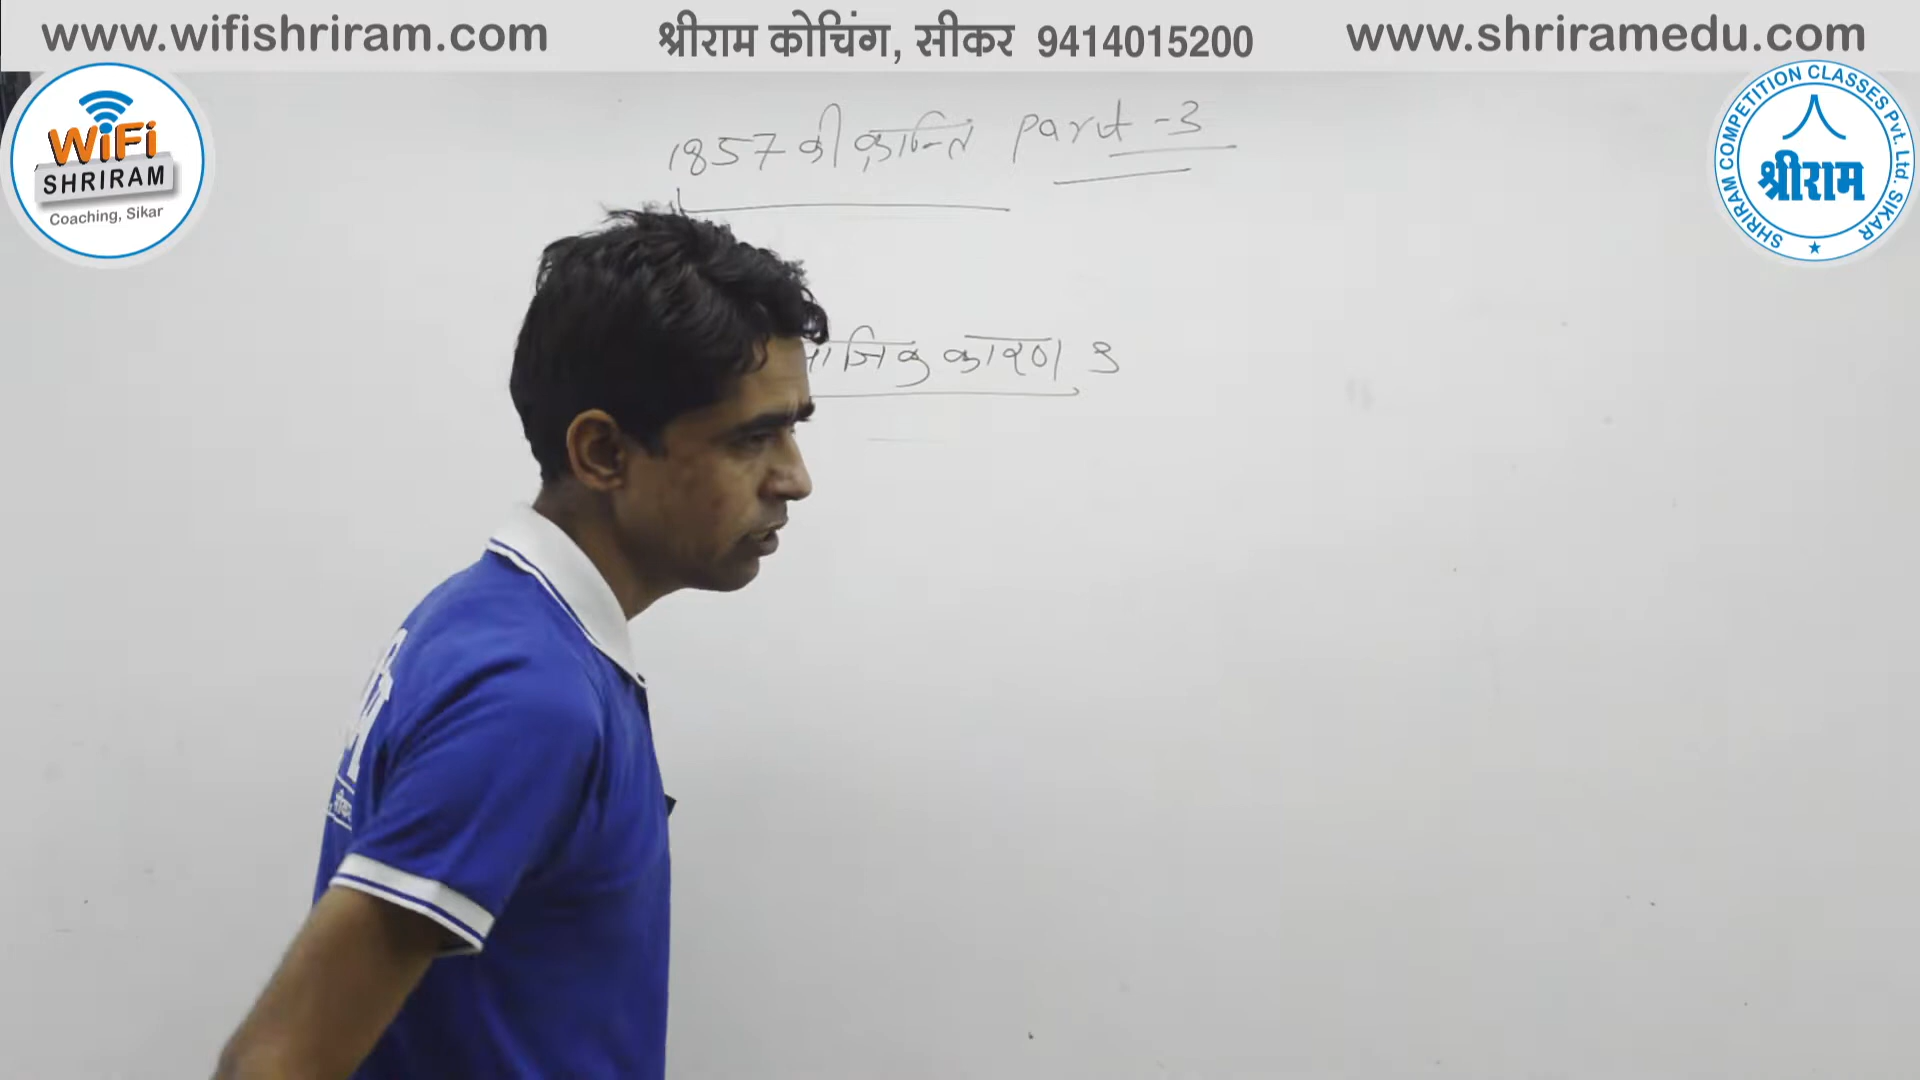 www.wifishriram.com श्रीराम कोचिंग, सीकर 9414015200 www.shriramedu.com
WiFi
SHRIRAM
Coaching, Sikar
SHRIRAM COMPETITION CLASSES Pvt. Ltd. SIKAR
श्रीराम
1857 की क्रान्ति Part-3
कारण